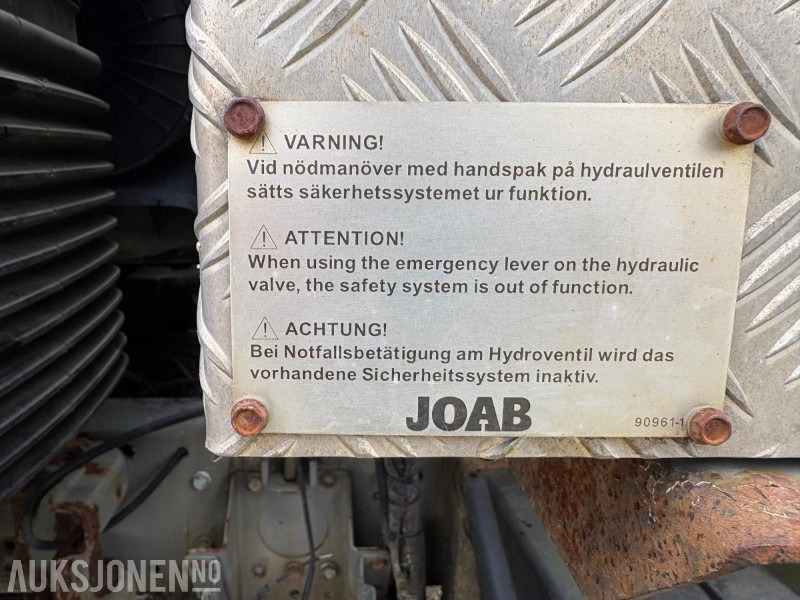 VARNING!
Vid nödmanöver med handspak på hydraulventilen
sätts säkerhetssystemet ur funktion.
ATTENTION!
When using the emergency lever on the hydraulic
valve, the safety system is out of function.
ACHTUNG!
Bei Notfallsbetätigung am Hydroventil wird das
vorhandene Sicherheitssystem inaktiv.
JOAB
90961-1
AUKSJONEN.NO